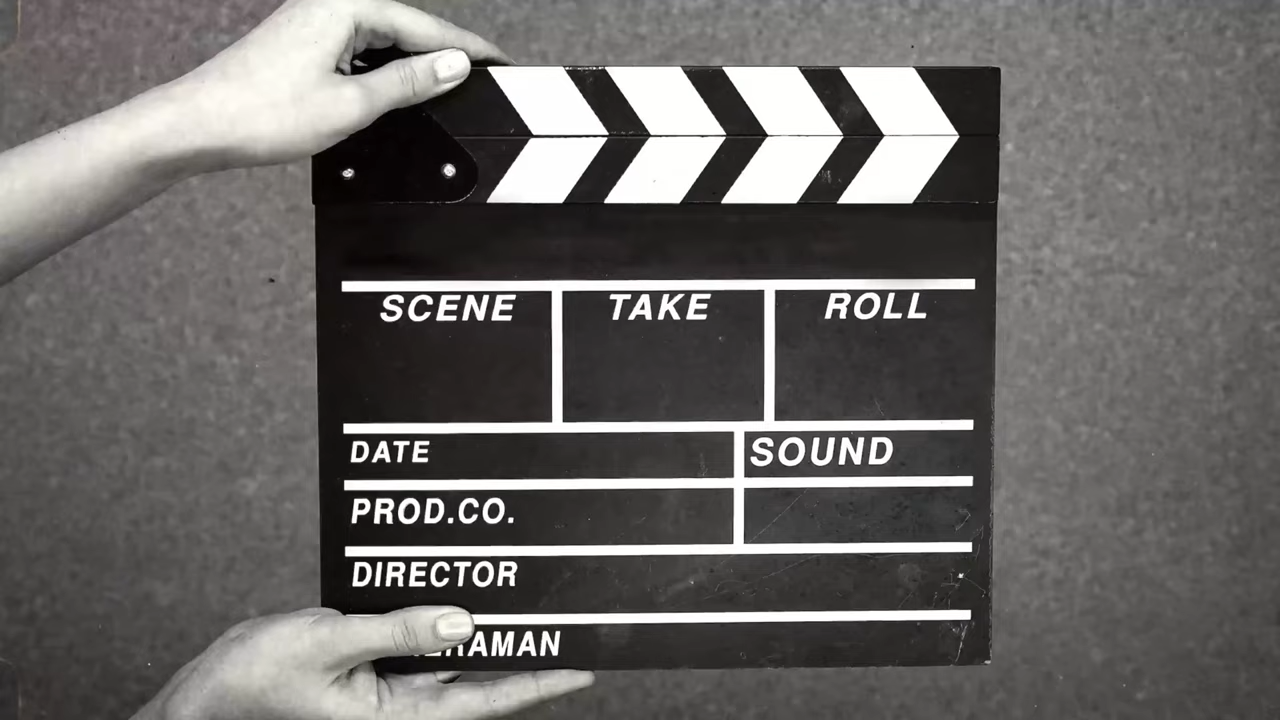 SCENE TAKE ROLL
DATE SOUND
PROD.CO.
DIRECTOR